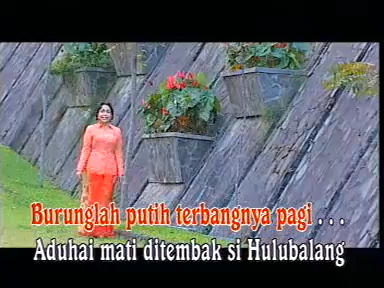 Burunglah putih terbangnya pagi . . .
Aduhai mati ditembak si Hulubalang